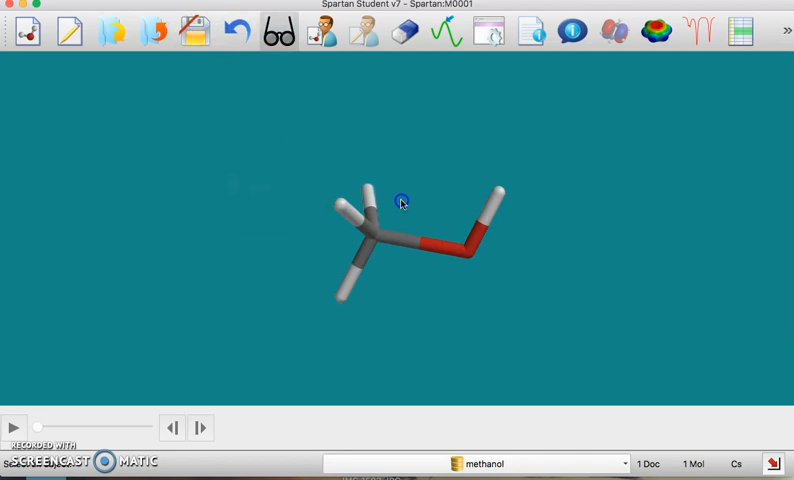 Spartan Student v7 - Spartan:M0001
»
RECORDED WITH
SCREENCAST MATIC
methanol
1 Doc
1 Mol
Cs